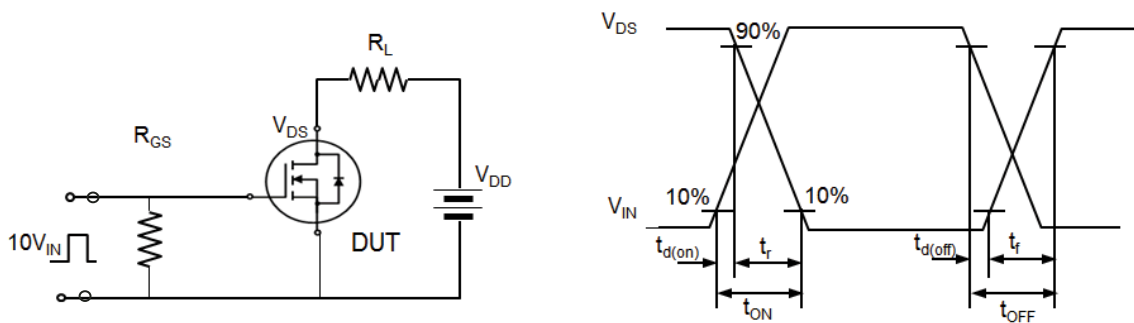 R_L
V_DS
R_GS
V_DD
10V_IN
DUT
V_DS
90%
V_IN
10%
10%
t_d(on)
t_r
t_d(off)
t_f
t_ON
t_OFF